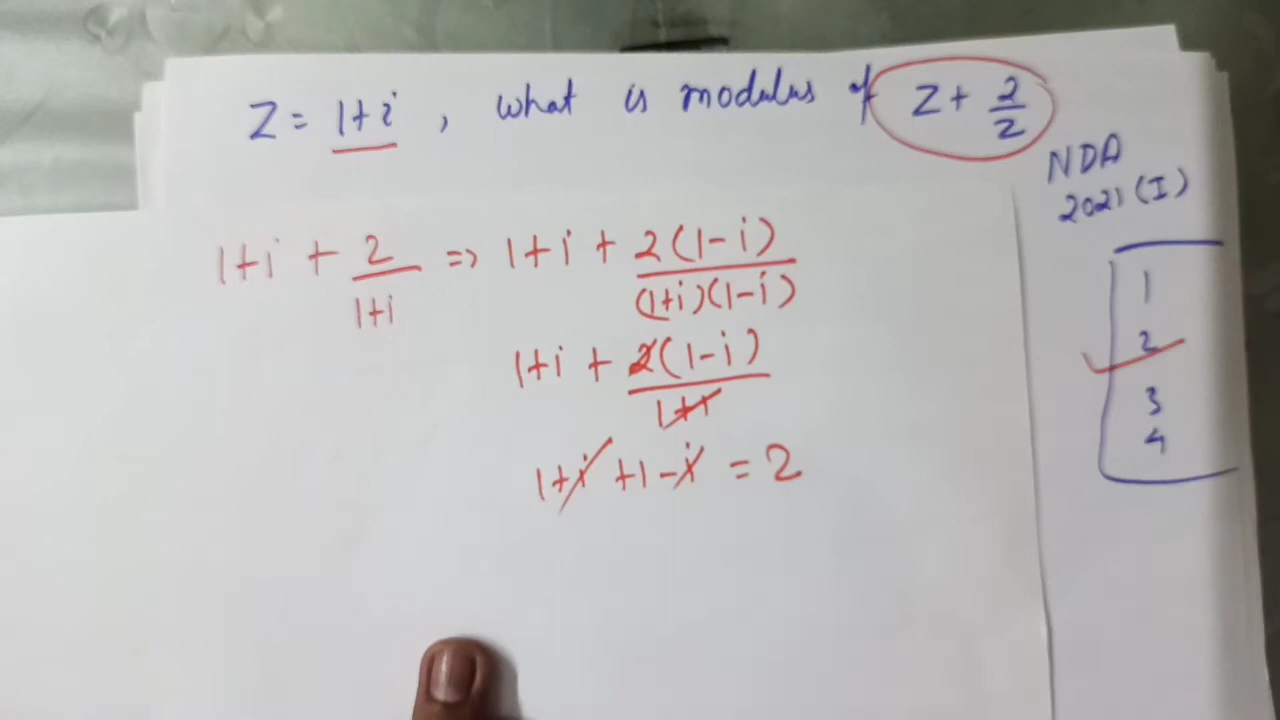 Z = 1+i , what is modulus of Z + 2/Z
NDA
2021 (I)
1+i + 2/1+i => 1+i + 2(1-i)/(1+i)(1-i)
1+i + 2(1-i)/1+1
1+i +1-i = 2
1
2
3
4